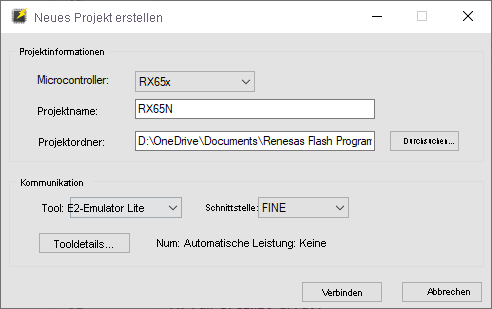 Neues Projekt erstellen
Projektinformationen
Microcontroller: RX65x
Projektname: RX65N
Projektordner: D:\OneDrive\Documents\Renesas Flash Program Durchsuchen...
Kommunikation
Tool: E2-Emulator Lite Schnittstelle: FINE
Tooldetails... Num: Automatische Leistung: Keine
Verbinden Abbrechen